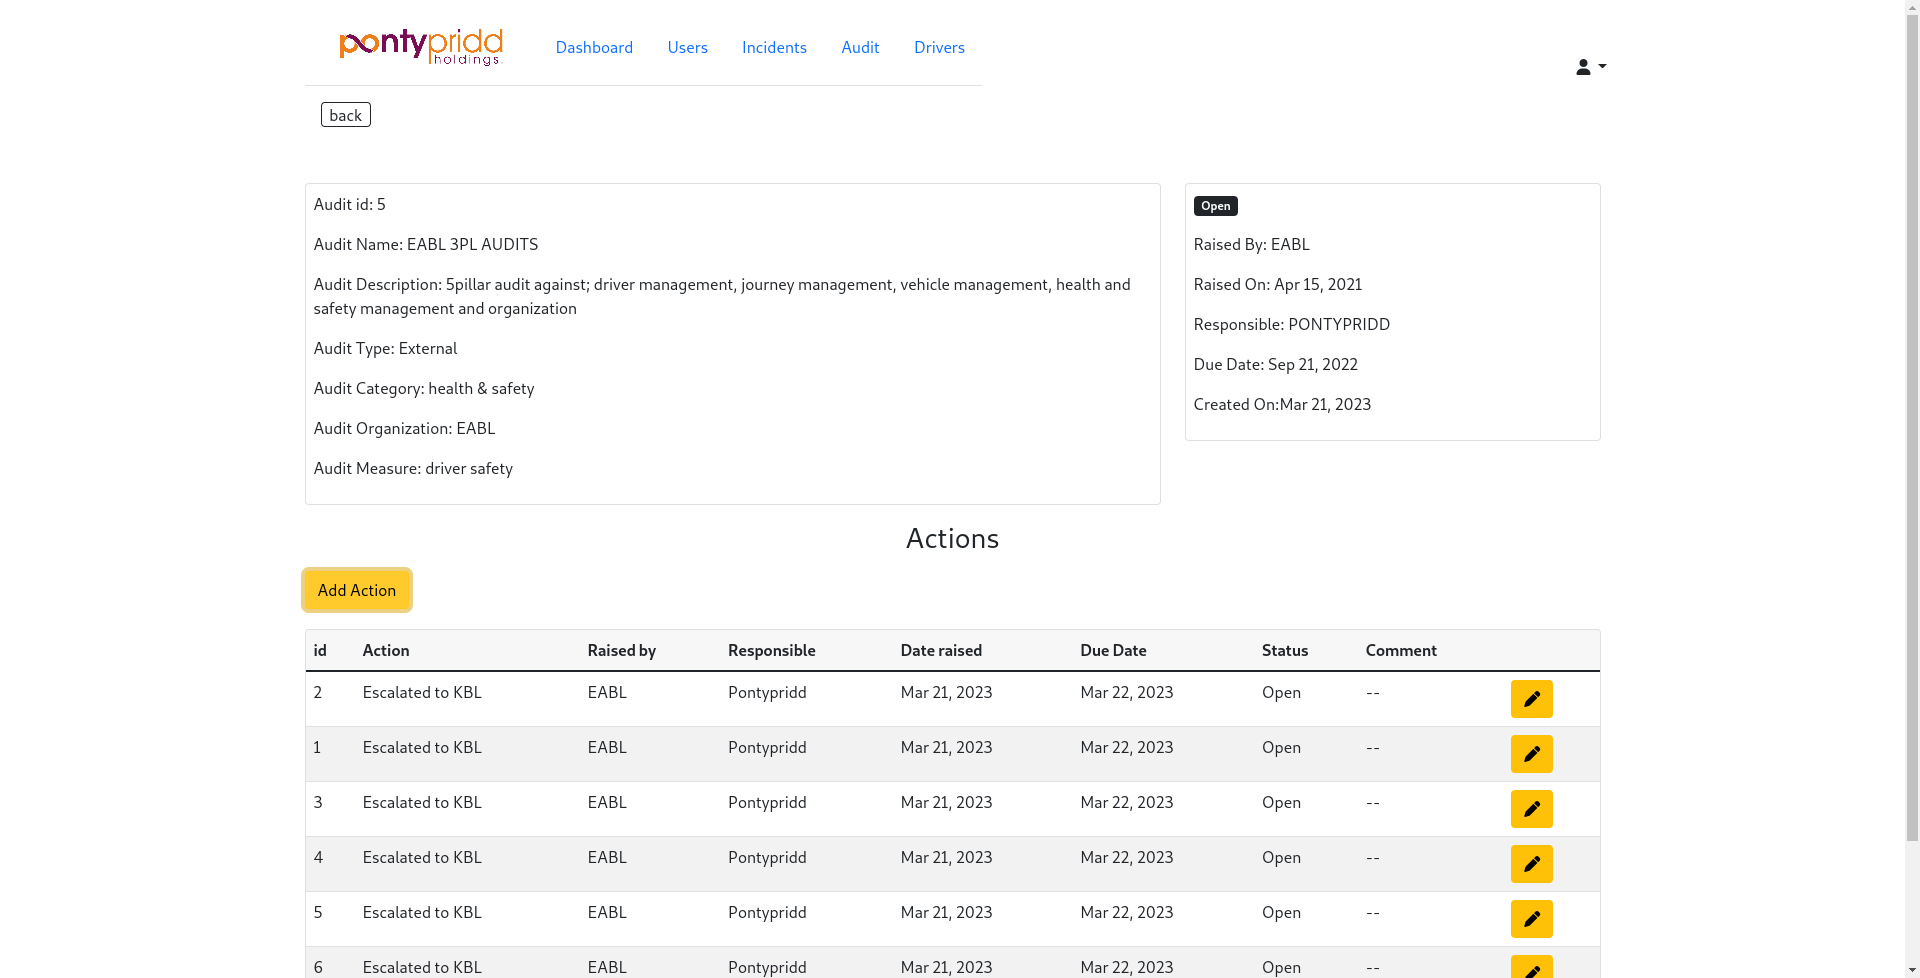 pontypridd
holdings
Dashboard Users Incidents Audit Drivers
back
Audit id: 5
Audit Name: EABL 3PL AUDITS
Audit Description: 5pillar audit against; driver management, journey management, vehicle management, health and
safety management and organization
Audit Type: External
Audit Category: health & safety
Audit Organization: EABL
Audit Measure: driver safety
Open
Raised By: EABL
Raised On: Apr 15, 2021
Responsible: PONTYPRIDD
Due Date: Sep 21, 2022
Created On:Mar 21, 2023
Actions
Add Action
id Action Raised by Responsible Date raised Due Date Status Comment
2 Escalated to KBL EABL Pontypridd Mar 21, 2023 Mar 22, 2023 Open --
1 Escalated to KBL EABL Pontypridd Mar 21, 2023 Mar 22, 2023 Open --
3 Escalated to KBL EABL Pontypridd Mar 21, 2023 Mar 22, 2023 Open --
4 Escalated to KBL EABL Pontypridd Mar 21, 2023 Mar 22, 2023 Open --
5 Escalated to KBL EABL Pontypridd Mar 21, 2023 Mar 22, 2023 Open --
6 Escalated to KBL EABL Pontypridd Mar 21, 2023 Mar 22, 2023 Open --